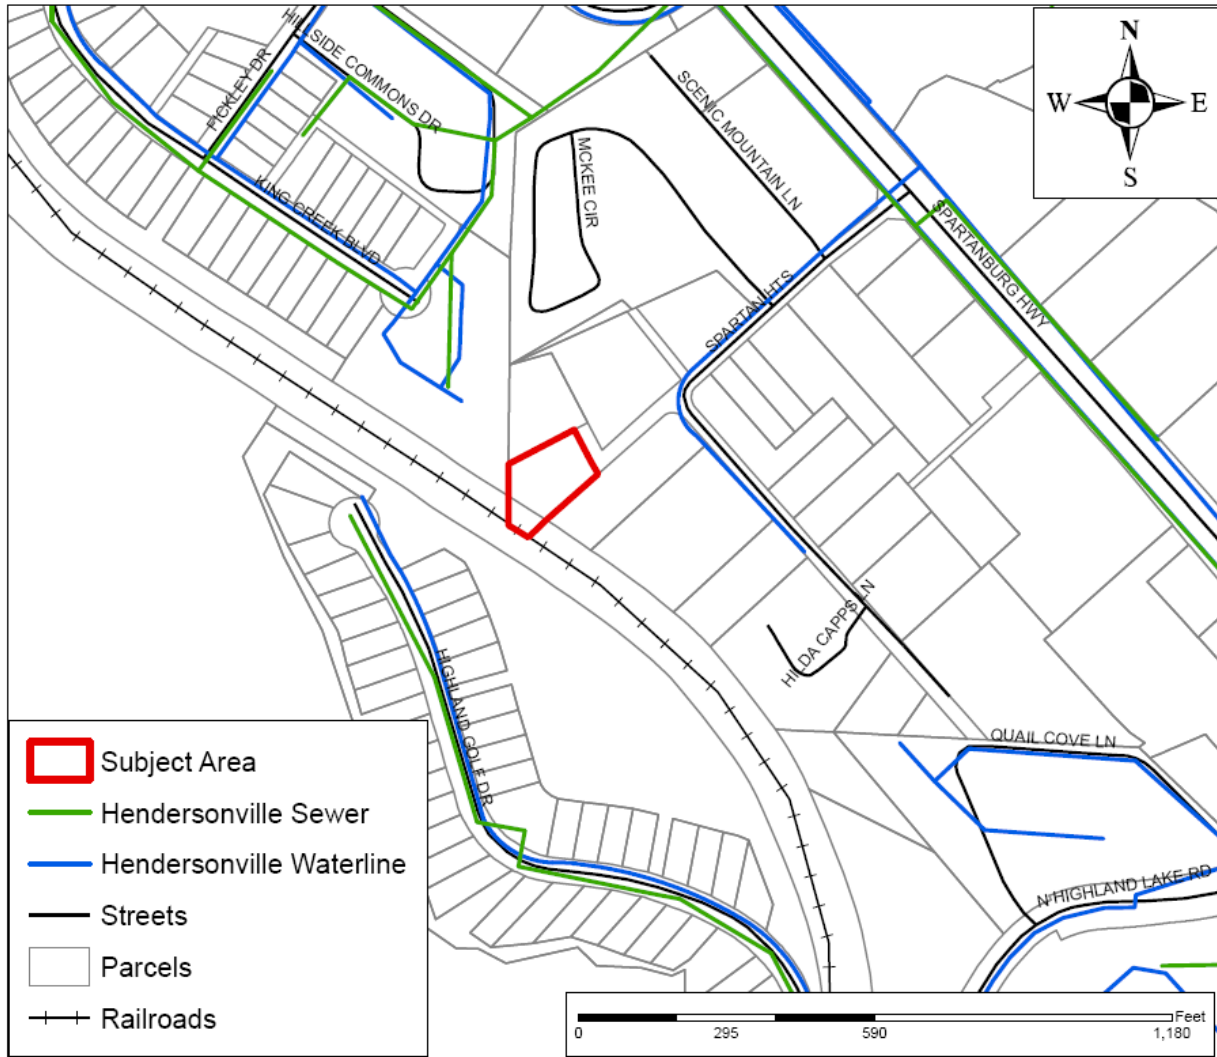 HILLSIDE COMMONS DR
FICKLEY DR
KING CREEK BLVD
MCKEE CIR
SCENIC MOUNTAIN LN
SPARTAN HTS
SPARTANBURG HWY
N
W E
S
HILDA CAPPS LN
HIGHLAND GOLF DR
QUAIL COVE LN
N HIGHLAND LAKE RD
Subject Area
Hendersonville Sewer
Hendersonville Waterline
Streets
Parcels
Railroads
Feet
0 295 590 1,180